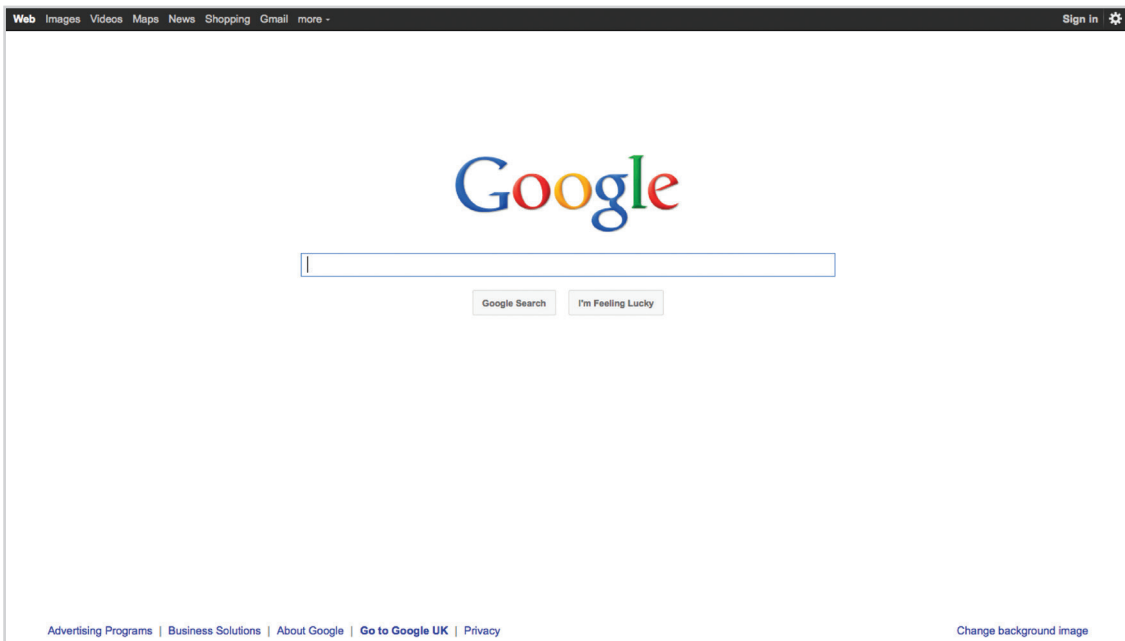 Web Images Videos Maps News Shopping Gmail more - Sign in
Google
Google Search I'm Feeling Lucky
Advertising Programs | Business Solutions | About Google | Go to Google UK | Privacy Change background image